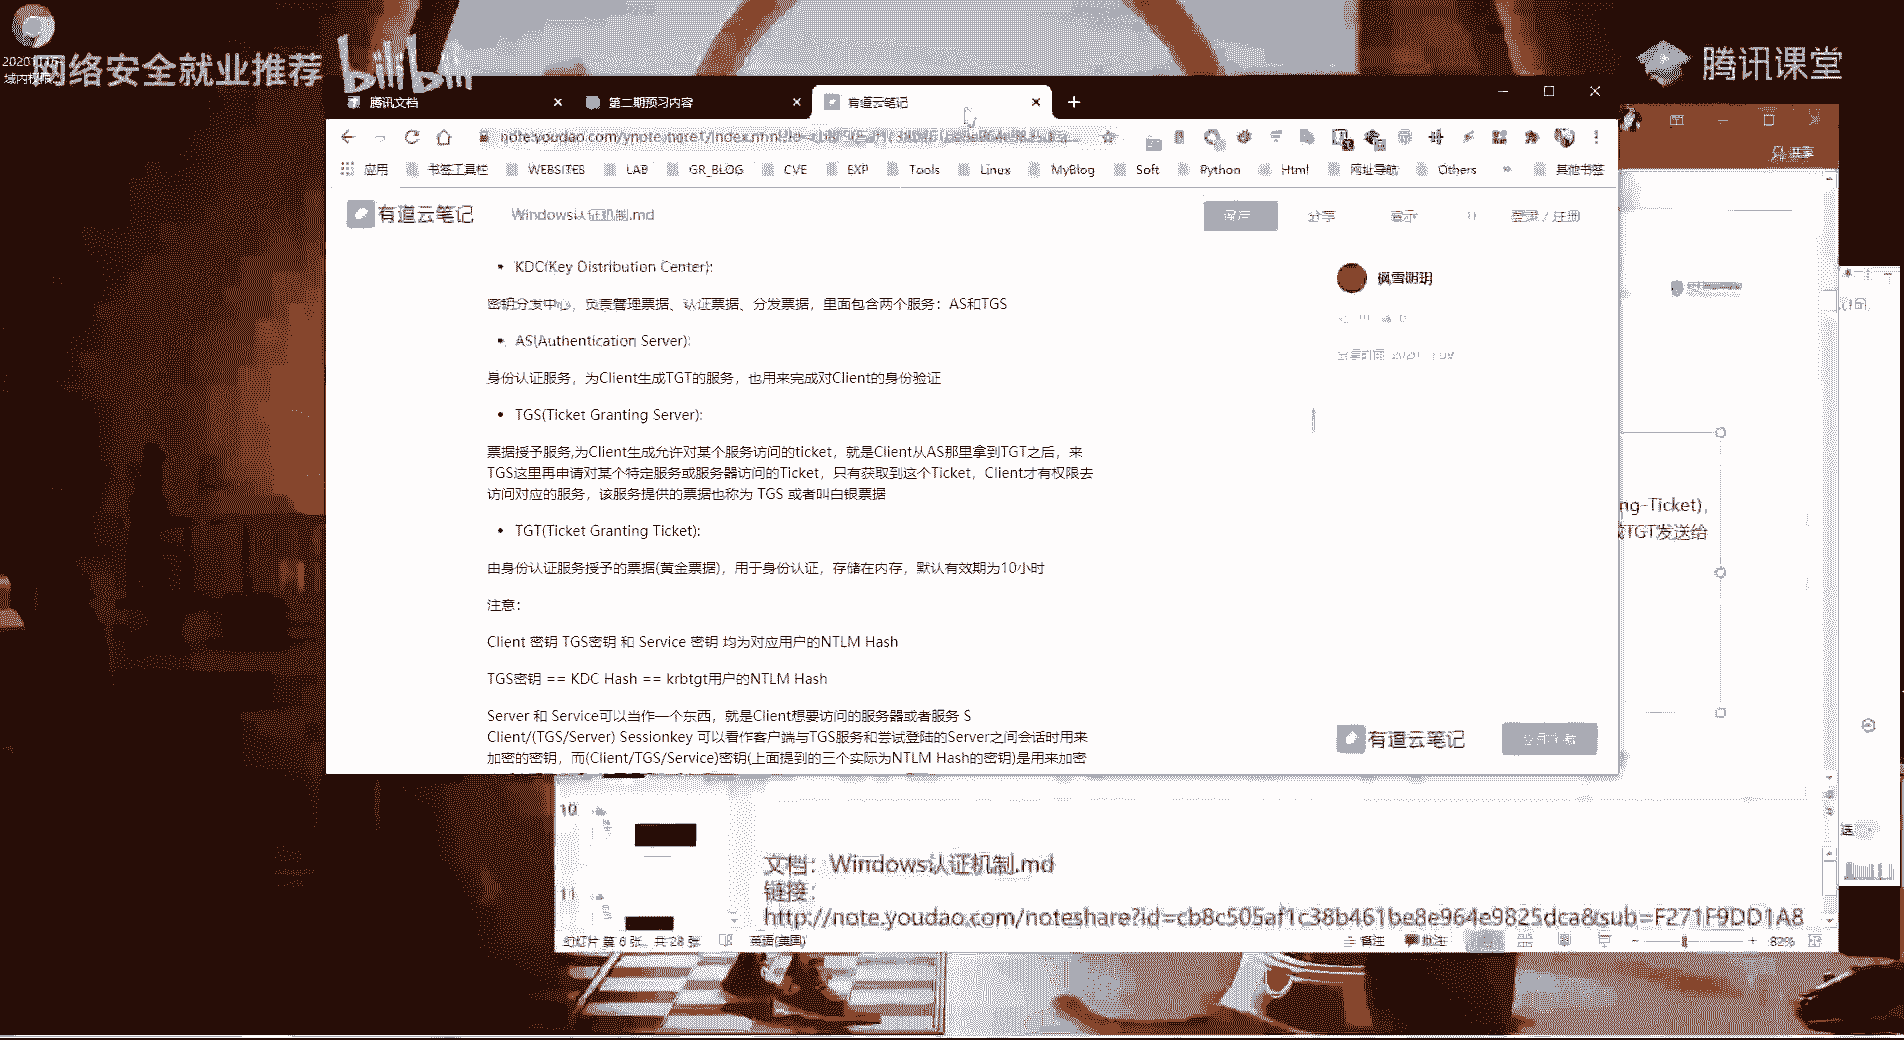 网络安全就业推荐
bilibili
腾讯课堂
腾讯文档
第二期预习内容
有道云笔记
应用
书签工具栏
WEBSITES
LAB
GR_BLOG
CVE
EXP
Tools
Linux
MyBlog
Soft
Python
Html
网址导航
Others
其他书签
共享
有道云笔记
Windows认证机制.md
分享
登录 / 注册
KDC(Key Distribution Center):
密钥分发中心，负责管理票据、认证票据、分发票据，里面包含两个服务：AS和TGS
AS(Authentication Server):
身份认证服务，为Client生成TGT的服务，也用来完成对Client的身份验证
TGS(Ticket Granting Server):
票据授予服务,为Client生成允许对某个服务访问的ticket，就是Client从AS那里拿到TGT之后，来
TGS这里再申请对某个特定服务或服务器访问的Ticket，只有获取到这个Ticket，Client才有权限去
访问对应的服务，该服务提供的票据也称为 TGS 或者叫白银票据
TGT(Ticket Granting Ticket):
由身份认证服务授予的票据(黄金票据)，用于身份认证，存储在内存，默认有效期为10小时
注意：
Client 密钥 TGS密钥 和 Service 密钥 均为对应用户的NTLM Hash
TGS密钥 == KDC Hash == krbtgt用户的NTLM Hash
Server 和 Service可以当作一个东西，就是Client想要访问的服务器或者服务 S
Client/(TGS/Server) Sessionkey 可以看作客户端与TGS服务和尝试登陆的Server之间会话时用来
加密的密钥，而(Client/TGS/Service)密钥(上面提到的三个实际为NTLM Hash的密钥)是用来加密
枫雪明玥
有道云笔记
ng-Ticket),
TGT发送给
10
11
文档：Windows认证机制.md
链接：
http://note.youdao.com/noteshare?id=cb8c505af1c38b461be8e964e9825dca&sub=F271F9DD1A8
幻灯片 第 6 张，共 28 张
英语(美国)
备注
批注
82%